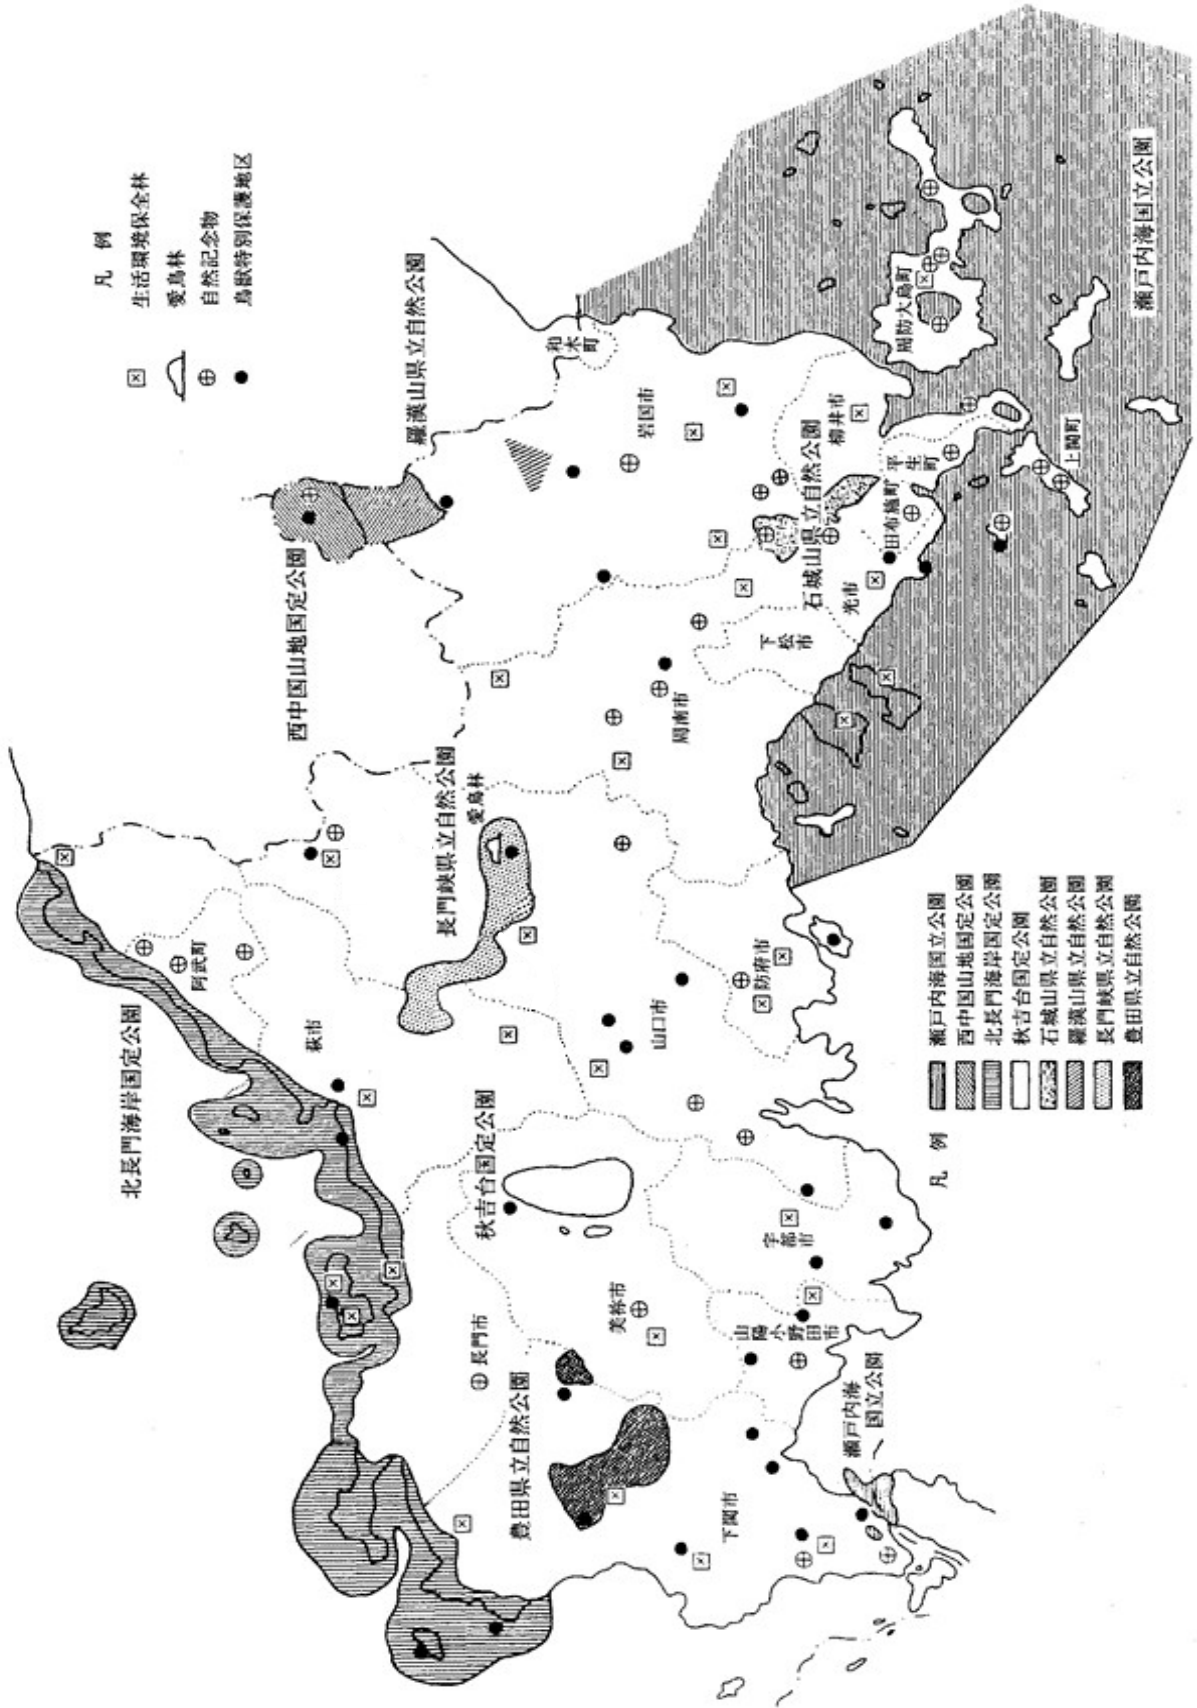 凡 例
生活環境保全林
愛鳥林
自然記念物
鳥獣特別保護地区
北長門海岸国定公園
西中国山地国定公園
羅漢山県立自然公園
長門峡県立自然公園
愛鳥林
秋吉台国定公園
豊田県立自然公園
石城山県立自然公園
瀬戸内海国立公園
瀬戸内海
国立公園
阿武町
萩市
長門市
美祢市
下関市
山陽小野田市
宇部市
山口市
防府市
周南市
下松市
光市
岩国市
和木町
柳井市
田布施町
平生町
上関町
周防大島町
凡 例
瀬戸内海国立公園
西中国山地国定公園
北長門海岸国定公園
秋吉台国定公園
石城山県立自然公園
羅漢山県立自然公園
長門峡県立自然公園
豊田県立自然公園